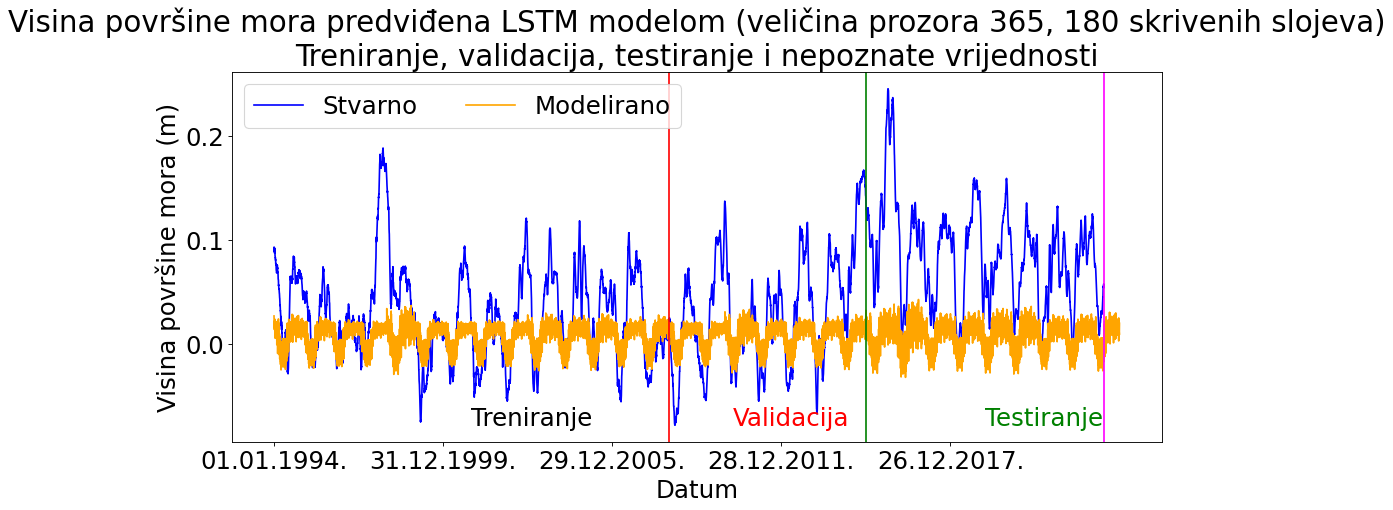 Visina površine mora predviđena LSTM modelom (veličina prozora 365, 180 skrivenih slojeva)
Treniranje, validacija, testiranje i nepoznate vrijednosti
Stvarno
Modelirano
Visina površine mora (m)
0.2
0.1
0.0
Treniranje
Validacija
Testiranje
01.01.1994.
31.12.1999.
29.12.2005.
28.12.2011.
26.12.2017.
Datum